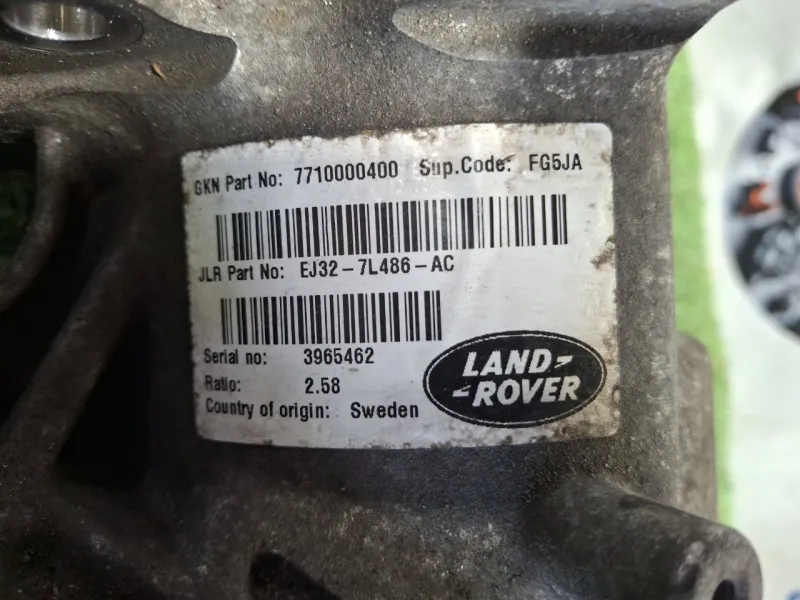 GKN Part No: 7710000400 Sup.Code: FG5JA
JLR Part No: EJ32-7L486-AC
Serial no: 3965462
Ratio: 2.58
Country of origin: Sweden
LAND-
-ROVER